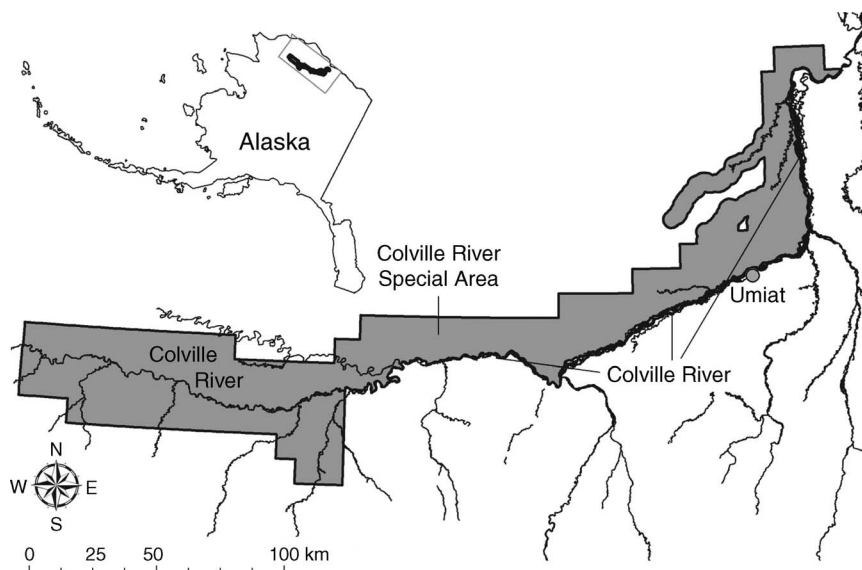 Alaska
Colville River
Special Area
Umiat
Colville
River
Colville River
N
W
E
S
0 25 50 100 km